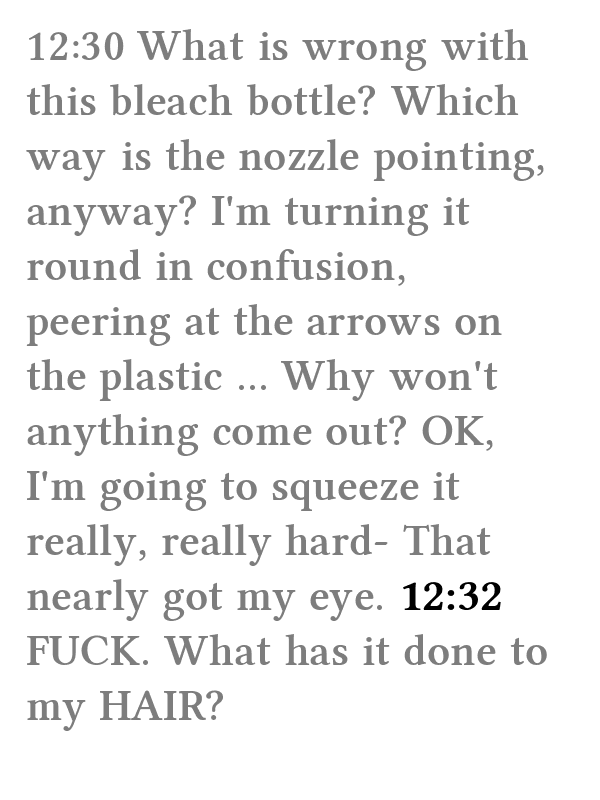 12:30 What is wrong with
this bleach bottle? Which
way is the nozzle pointing,
anyway? I'm turning it
round in confusion,
peering at the arrows on
the plastic ... Why won't
anything come out? OK,
I'm going to squeeze it
really, really hard- That
nearly got my eye. 12:32
FUCK. What has it done to
my HAIR?